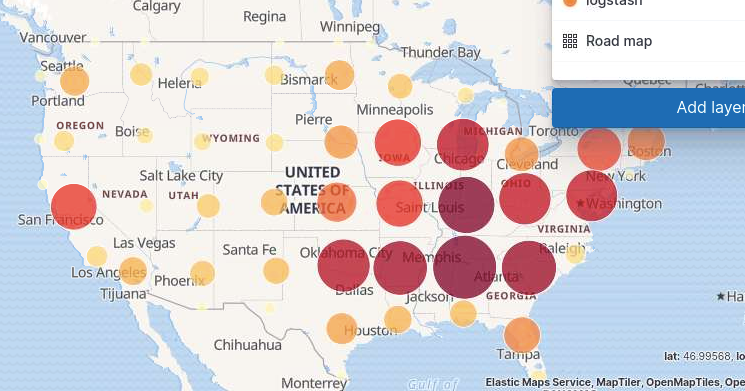 logstash
Road map
Add layer
Calgary
Regina
Winnipeg
Vancouver
Thunder Bay
Seattle
Helena
Bismarck
Québec
Portland
Minneapolis
OREGON
Boise
WYOMING
Pierre
IOWA
Chicago
MICHIGAN
Toronto
Cleveland
Boston
Salt Lake City
UNITED
STATES OF
AMERICA
ILLINOIS
OHIO
New York
NEVADA
UTAH
Saint Louis
Washington
San Francisco
VIRGINIA
Las Vegas
Santa Fe
Oklahoma City
Memphis
Raleigh
Los Angeles
Phoenix
Atlanta
Tijuana
Dallas
Jackson
GEORGIA
Houston
Chihuahua
Tampa
lat: 46.99568, lo
Monterrey
Gulf of
Elastic Maps Service, MapTiler, OpenMapTiles, Ope